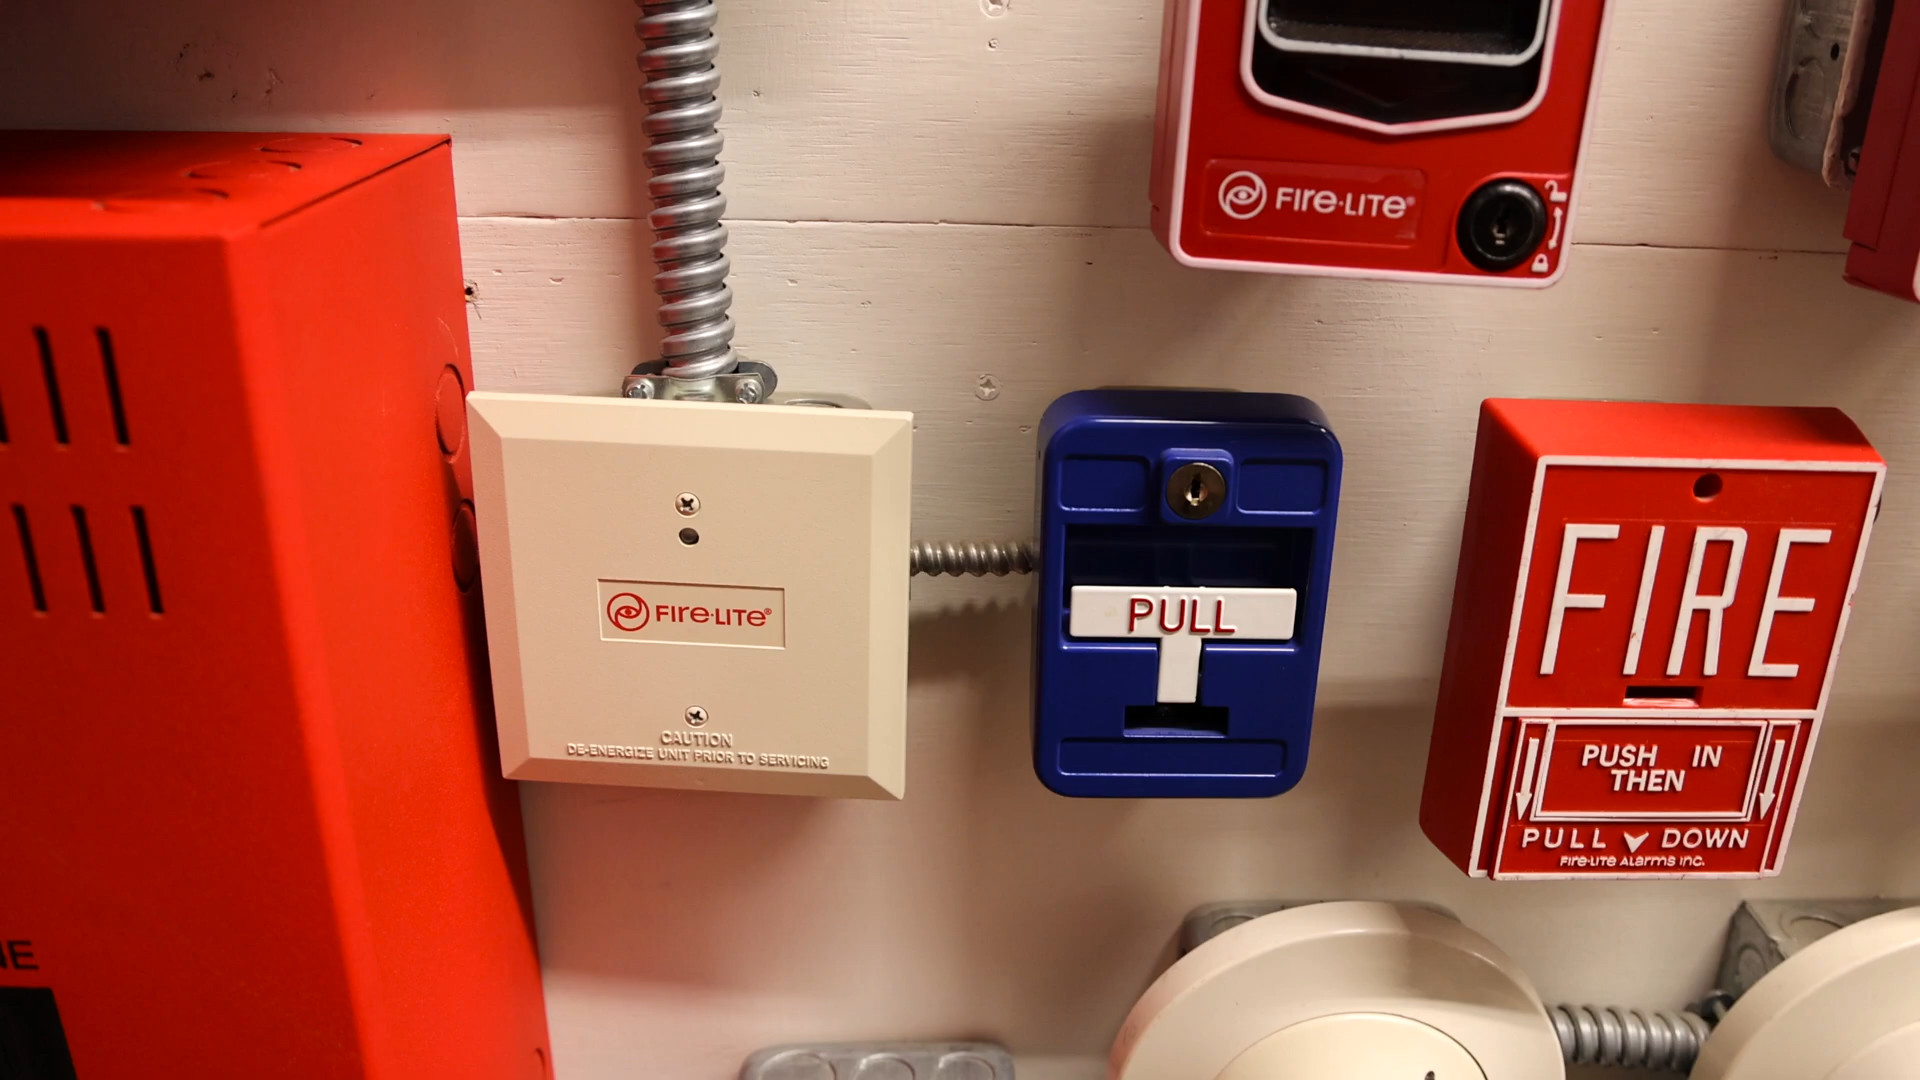 FIRE·LITE®
FIRE·LITE®
CAUTION
DE-ENERGIZE UNIT PRIOR TO SERVICING
PULL
FIRE
PUSH IN
THEN
PULL DOWN
FIRE-LITE ALARMS INC.